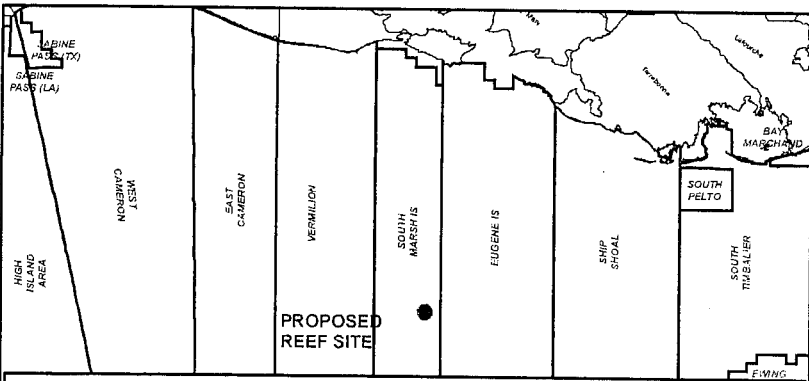 SABINE
PASS (TX)
SABINE
PASS (LA)
HIGH
ISLAND
AREA
WEST
CAMERON
EAST
CAMERON
VERMILION
SOUTH
MARSH IS
EUGENE IS
SHIP
SHOAL
SOUTH
TIMBALIER
SOUTH
PELTO
BAY
MARCHAND
Terrebonne
Lafourche
PROPOSED
REEF SITE
EWING